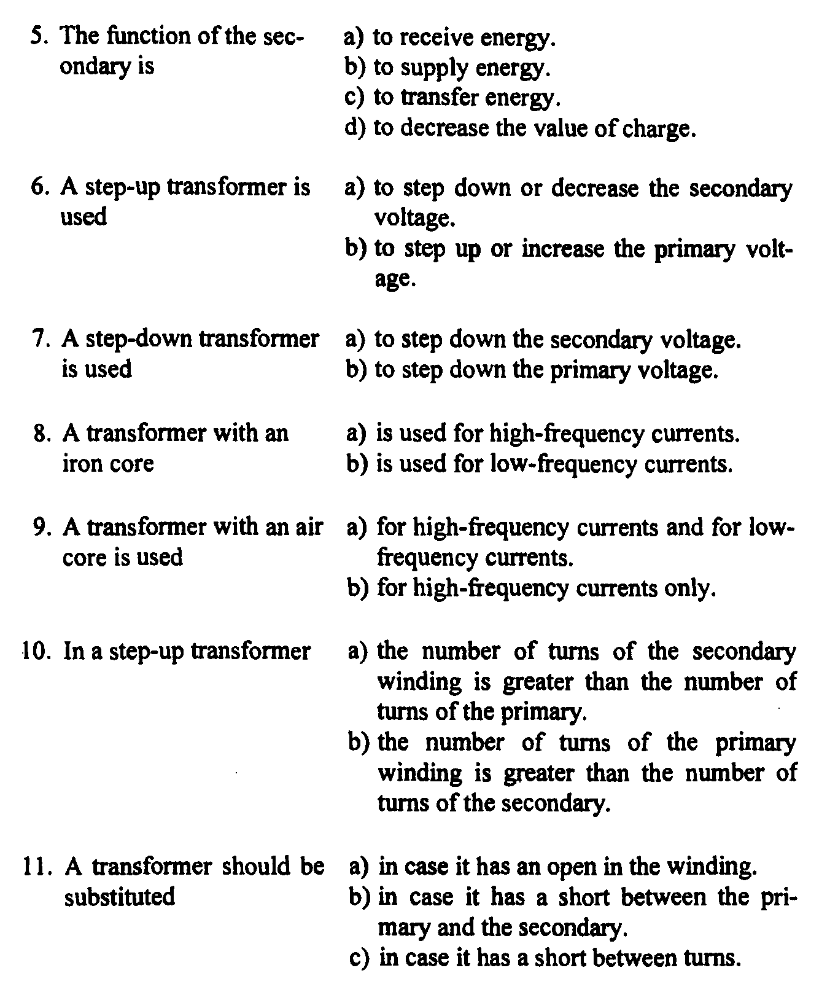 5. The function of the sec-
ondary is
a) to receive energy.
b) to supply energy.
c) to transfer energy.
d) to decrease the value of charge.
6. A step-up transformer is
used
a) to step down or decrease the secondary
voltage.
b) to step up or increase the primary volt-
age.
7. A step-down transformer
is used
a) to step down the secondary voltage.
b) to step down the primary voltage.
8. A transformer with an
iron core
a) is used for high-frequency currents.
b) is used for low-frequency currents.
9. A transformer with an air
core is used
a) for high-frequency currents and for low-
frequency currents.
b) for high-frequency currents only.
10. In a step-up transformer
a) the number of turns of the secondary
winding is greater than the number of
turns of the primary.
b) the number of turns of the primary
winding is greater than the number of
turns of the secondary.
11. A transformer should be
substituted
a) in case it has an open in the winding.
b) in case it has a short between the pri-
mary and the secondary.
c) in case it has a short between turns.